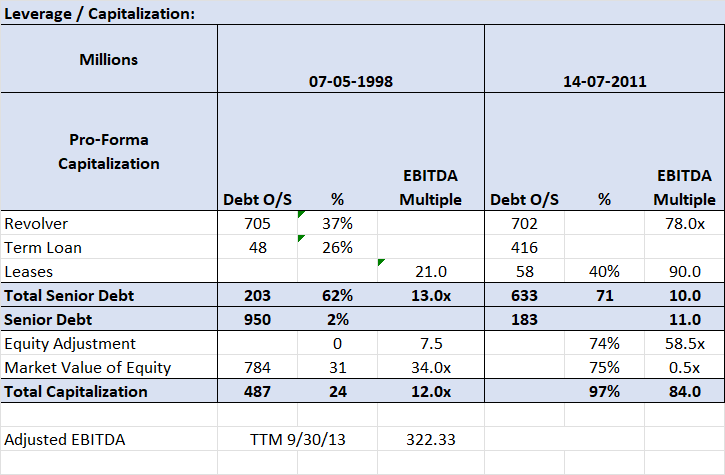 Leverage / Capitalization:
Millions 07-05-1998 14-07-2011
Pro-Forma Capitalization Debt O/S % EBITDA Multiple Debt O/S % EBITDA Multiple
Revolver 705 37% 702 78.0x
Term Loan 48 26% 416
Leases 21.0 58 40% 90.0
Total Senior Debt 203 62% 13.0x 633 71 10.0
Senior Debt 950 2% 183 11.0
Equity Adjustment 0 7.5 74% 58.5x
Market Value of Equity 784 31 34.0x 75% 0.5x
Total Capitalization 487 24 12.0x 97% 84.0
Adjusted EBITDA TTM 9/30/13 322.33